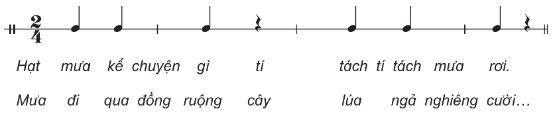 2
4
Hạt mưa kể chuyện gì tí tách tí tách mưa rơi.
Mưa đi qua đồng ruộng cây lúa ngả nghiêng cười...